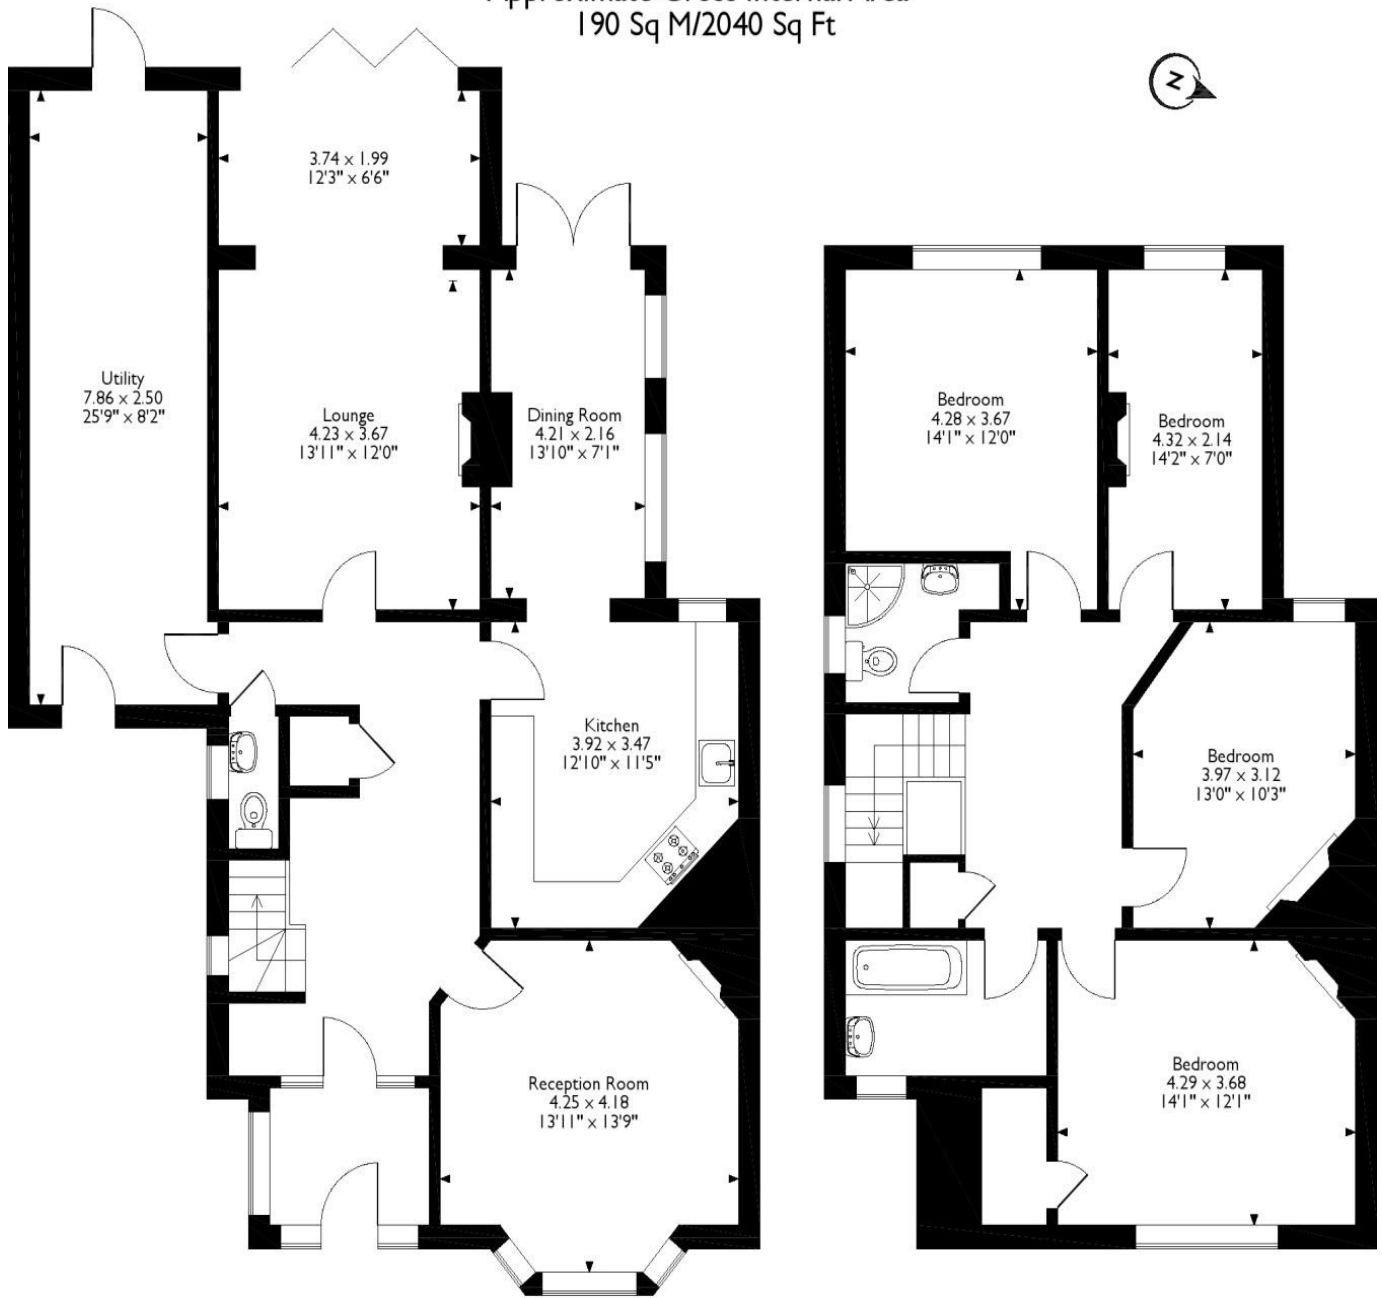 Approximate Gross Internal Area
190 Sq M/2040 Sq Ft
N
3.74 x 1.99
12'3" x 6'6"
Utility
7.86 x 2.50
25'9" x 8'2"
Lounge
4.23 x 3.67
13'11" x 12'0"
Dining Room
4.21 x 2.16
13'10" x 7'1"
Kitchen
3.92 x 3.47
12'10" x 11'5"
Reception Room
4.25 x 4.18
13'11" x 13'9"
Bedroom
4.28 x 3.67
14'1" x 12'0"
Bedroom
4.32 x 2.14
14'2" x 7'0"
Bedroom
3.97 x 3.12
13'0" x 10'3"
Bedroom
4.29 x 3.68
14'1" x 12'1"